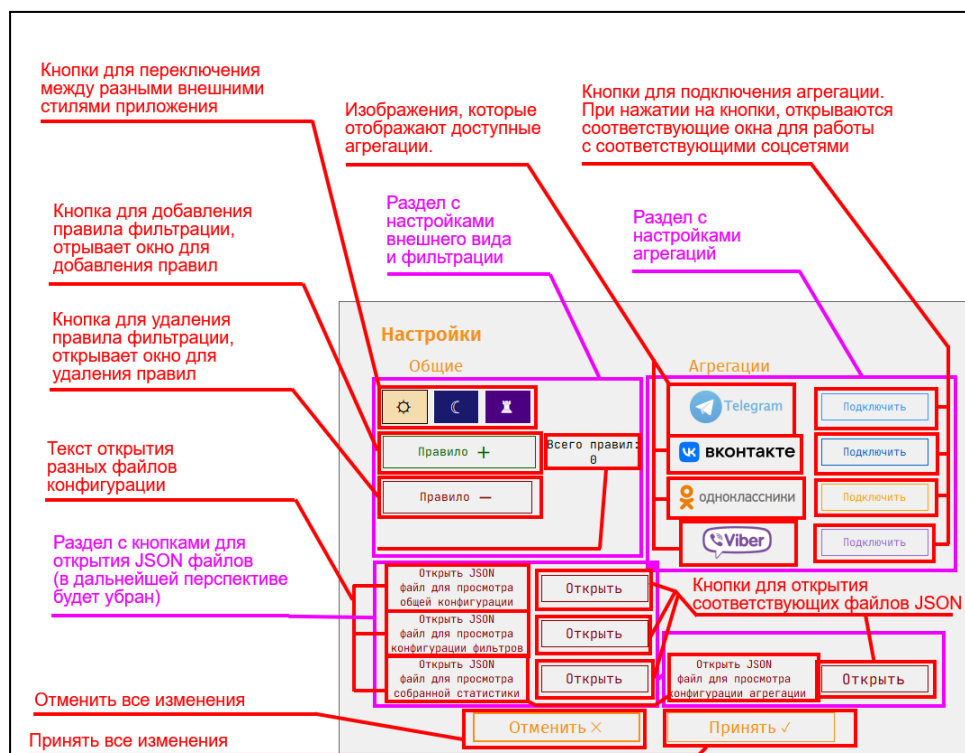 Кнопки для переключения
между разными внешними
стилями приложения
Изображения, которые
отображают доступные
агрегации.
Кнопки для подключения агрегации.
При нажатии на кнопки, открываются
соответствующие окна для работы
с соответствующими соцсетями
Кнопка для добавления
правила фильтрации,
отрывает окно для
добавления правил
Раздел с
настройками
внешнего вида
и фильтрации
Раздел с
настройками
агрегаций
Кнопка для удаления
правила фильтрации,
открывает окно для
удаления правил
Настройки
Общие
Агрегации
Telegram
Подключить
Правило +
Всего правил:
0
вконтакте
Подключить
Текст открытия
разных файлов
конфигурации
Правило —
одноклассники
Подключить
Viber
Подключить
Раздел с кнопками для
открытия JSON файлов
(в дальнейшей перспективе
будет убран)
Открыть JSON
файл для просмотра
общей конфигурации
Открыть
Кнопки для открытия
соответствующих файлов JSON
Открыть JSON
файл для просмотра
конфигурации фильтров
Открыть
Открыть JSON
файл для просмотра
собранной статистики
Открыть
Открыть JSON
файл для просмотра
конфигурации агрегации
Открыть
Отменить все изменения
Отменить ×
Принять ✓
Принять все изменения